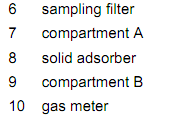 6 sampling filter
7 compartment A
8 solid adsorber
9 compartment B
10 gas meter